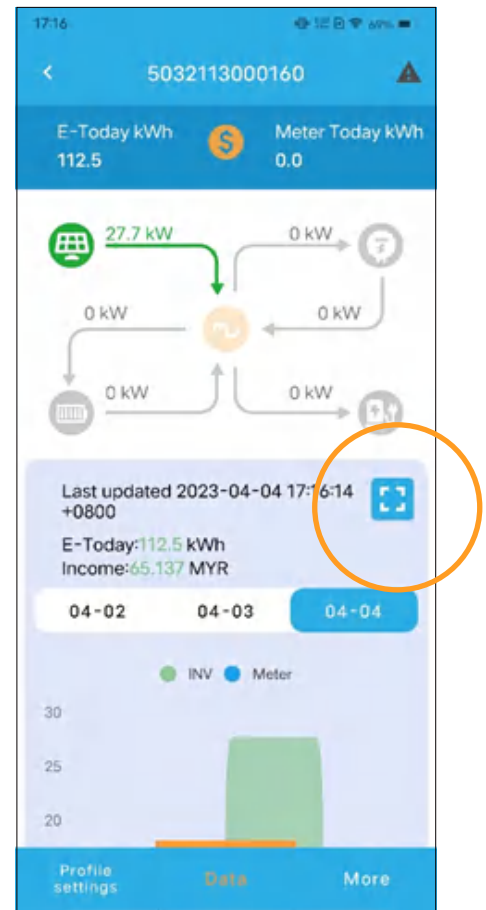 17:16
69%
5032113000160
E-Today kWh
Meter Today kWh
112.5
$
0.0
27.7 kW
0 kW
0 kW
0 kW
0 kW
0 kW
Last updated 2023-04-04 17:16:14
+0800
E-Today:112.5 kWh
Income:65.137 MYR
04-02
04-03
04-04
INV
Meter
30
25
20
Profile
settings
Data
More